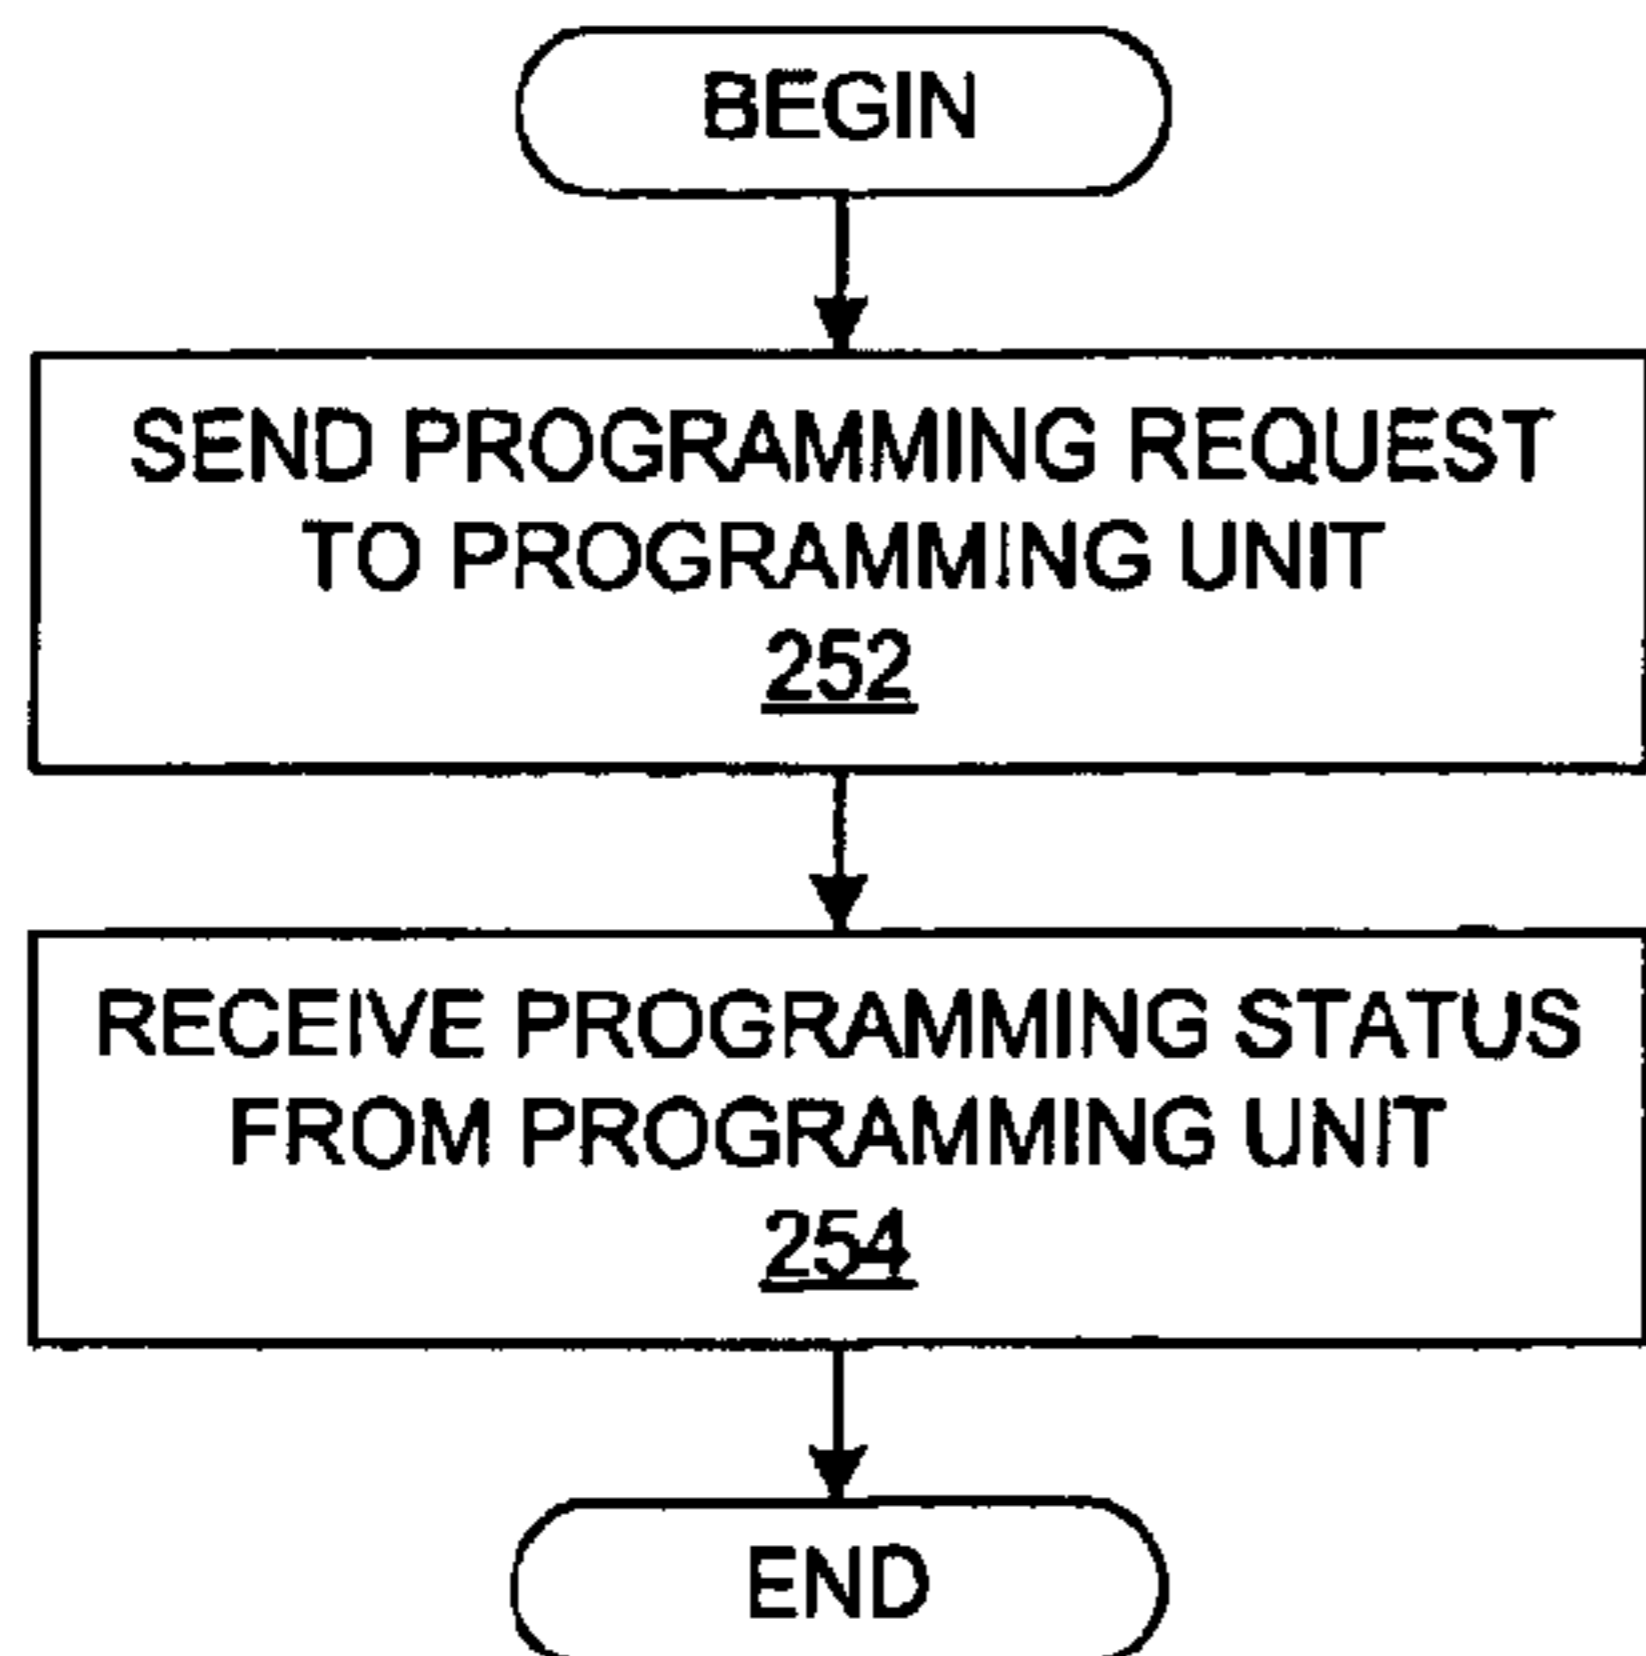 BEGIN
SEND PROGRAMMING REQUEST
TO PROGRAMMING UNIT
252
RECEIVE PROGRAMMING STATUS
FROM PROGRAMMING UNIT
254
END